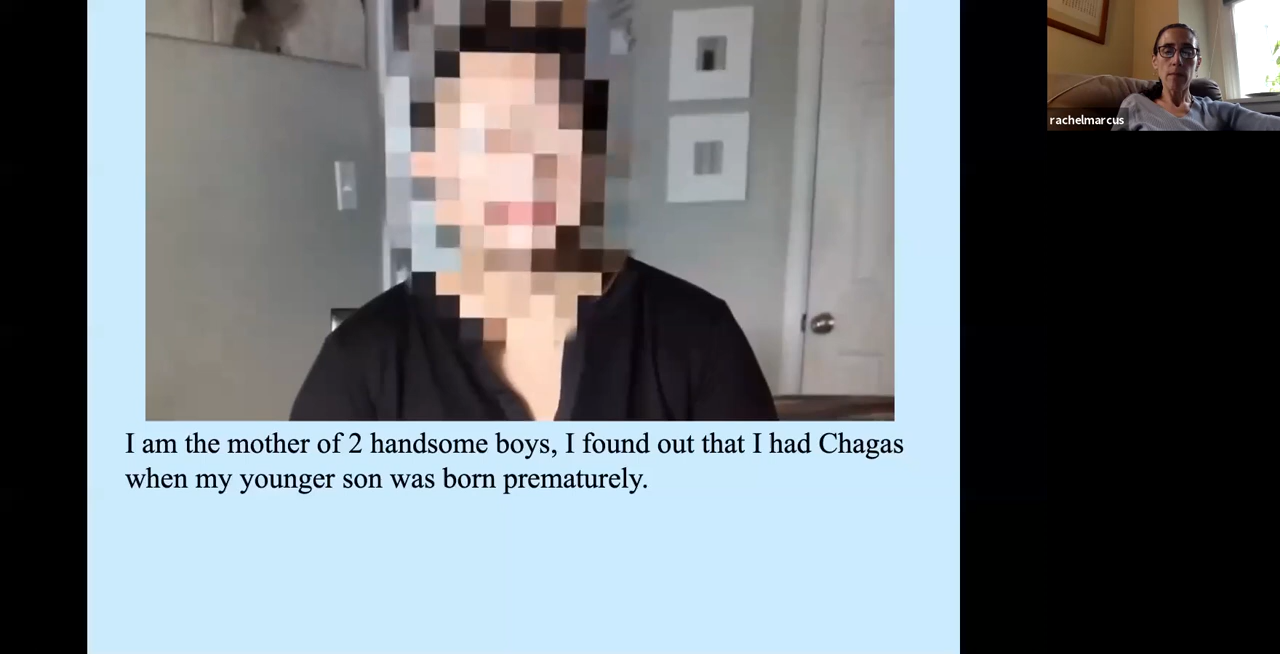 rachelmarcus
I am the mother of 2 handsome boys, I found out that I had Chagas
when my younger son was born prematurely.